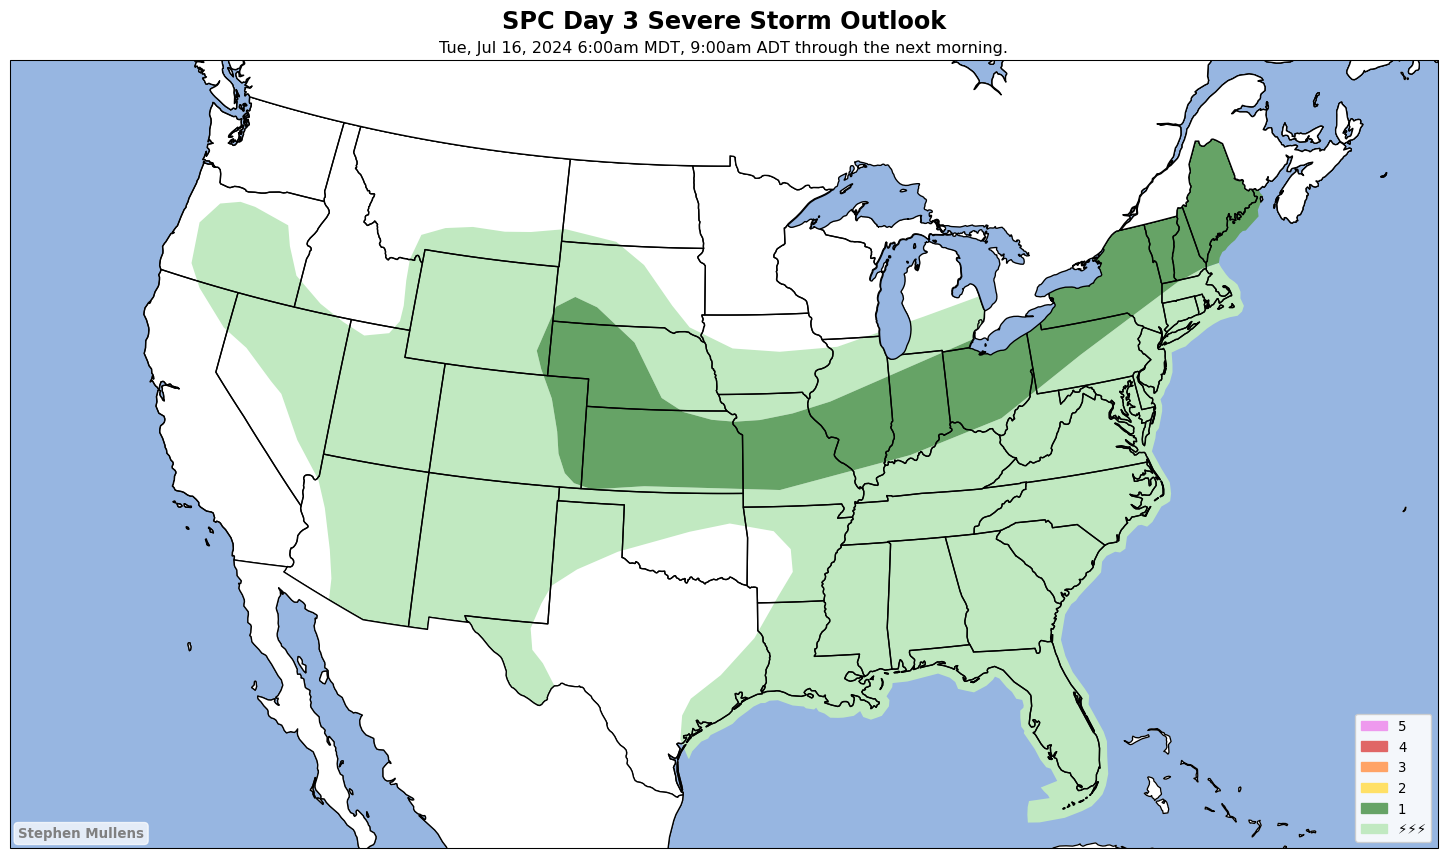 SPC Day 3 Severe Storm Outlook
Tue, Jul 16, 2024 6:00am MDT, 9:00am ADT through the next morning.
5
4
3
2
1
⚡⚡⚡
Stephen Mullens